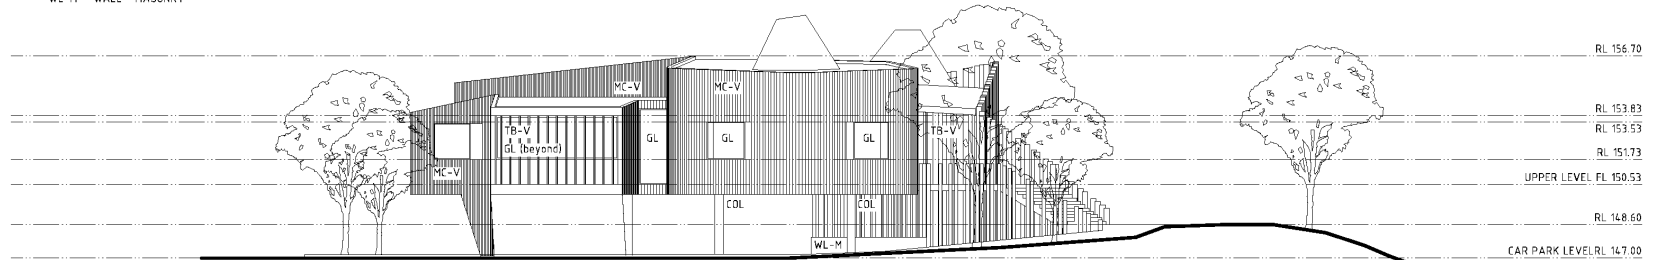 WL-M WALL MASONRY
RL 156.70
MC-V
MC-V
RL 153.83
RL 153.53
TB-V
GL
GL
GL
TB-V
GL (beyond)
RL 151.73
MC-V
UPPER LEVEL FL 150.53
COL
COL
RL 148.60
WL-M
CAR PARK LEVELRL 147.00